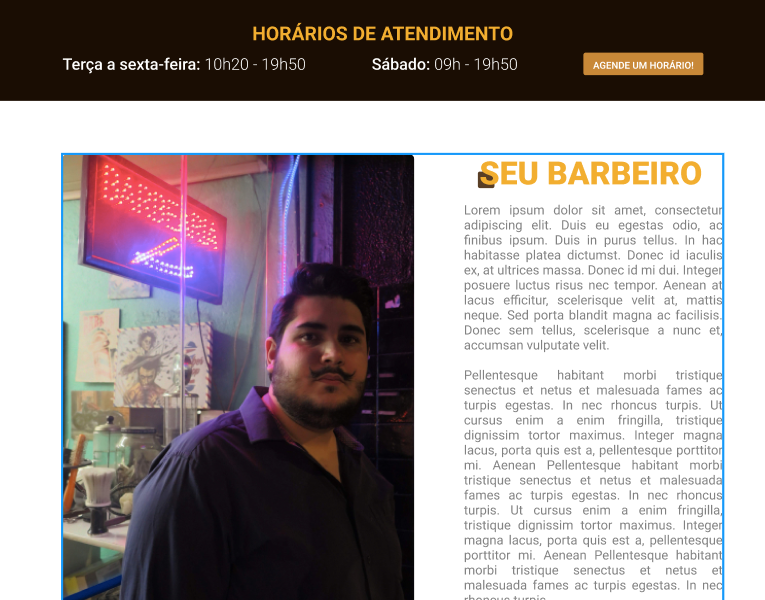 HORÁRIOS DE ATENDIMENTO
Terça a sexta-feira: 10h20 - 19h50
Sábado: 09h - 19h50
AGENDE UM HORÁRIO!
BARBEARIA
SEU BARBEIRO
Lorem ipsum dolor sit amet, consectetur
adipiscing elit. Duis eu egestas odio, ac
finibus ipsum. Duis in purus tellus. In hac
habitasse platea dictumst. Donec id iaculis
ex, at ultrices massa. Donec id mi dui. Integer
posuere luctus risus nec tempor. Aenean at
lacus efficitur, scelerisque velit at, mattis
neque. Sed porta blandit magna ac facilisis.
Donec sem tellus, scelerisque a nunc et,
accumsan vulputate velit.
Pellentesque habitant morbi tristique
senectus et netus et malesuada fames ac
turpis egestas. In nec rhoncus turpis. Ut
cursus enim a enim fringilla, tristique
dignissim tortor maximus. Integer magna
lacus, porta quis est a, pellentesque porttitor
mi. Aenean Pellentesque habitant morbi
tristique senectus et netus et malesuada
fames ac turpis egestas. In nec rhoncus
turpis. Ut cursus enim a enim fringilla,
tristique dignissim tortor maximus. Integer
magna lacus, porta quis est a, pellentesque
porttitor mi. Aenean Pellentesque habitant
morbi tristique senectus et netus et
malesuada fames ac turpis egestas. In nec
rhoncus turpis.